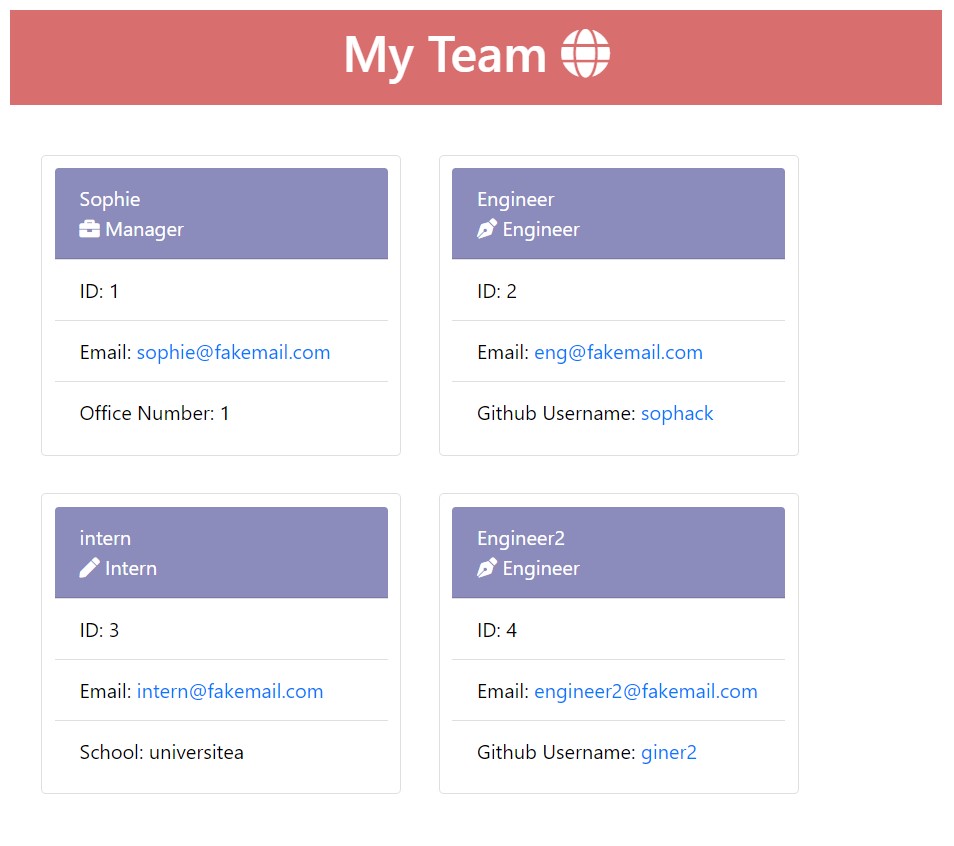 My Team
Sophie
Manager
ID: 1
Email: sophie@fakemail.com
Office Number: 1
Engineer
Engineer
ID: 2
Email: eng@fakemail.com
Github Username: sophack
intern
Intern
ID: 3
Email: intern@fakemail.com
School: universitea
Engineer2
Engineer
ID: 4
Email: engineer2@fakemail.com
Github Username: giner2